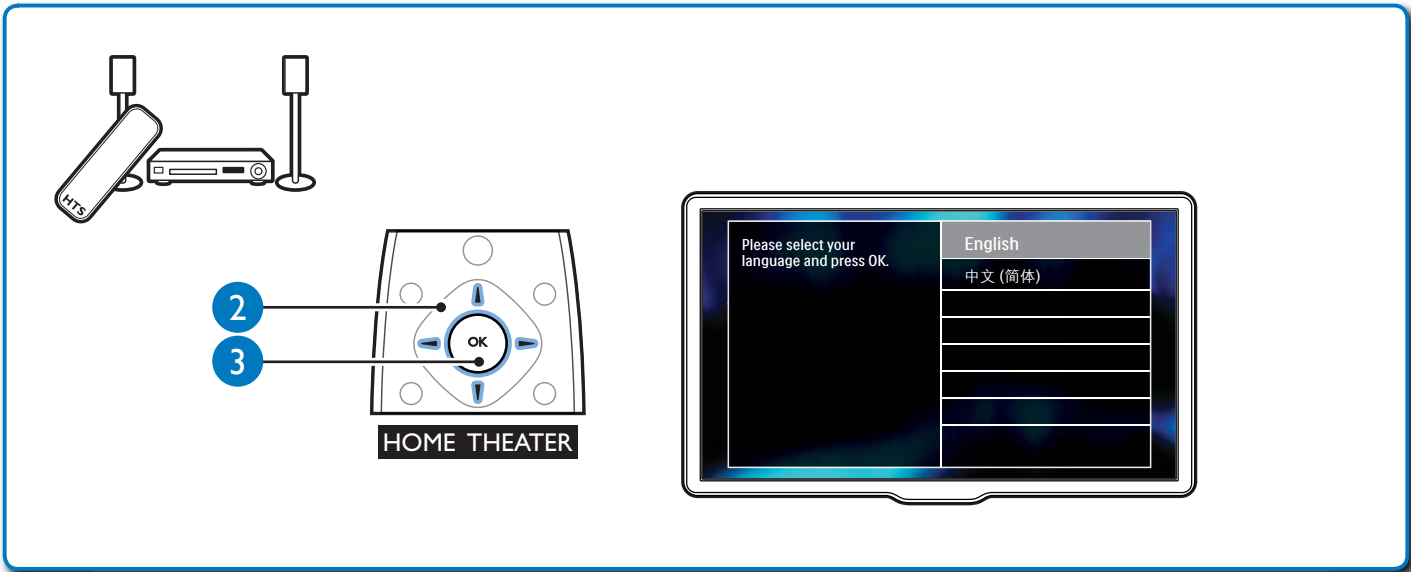 HTS
2
3
OK
HOME THEATER
Please select your
language and press OK.
English
中文 (简体)